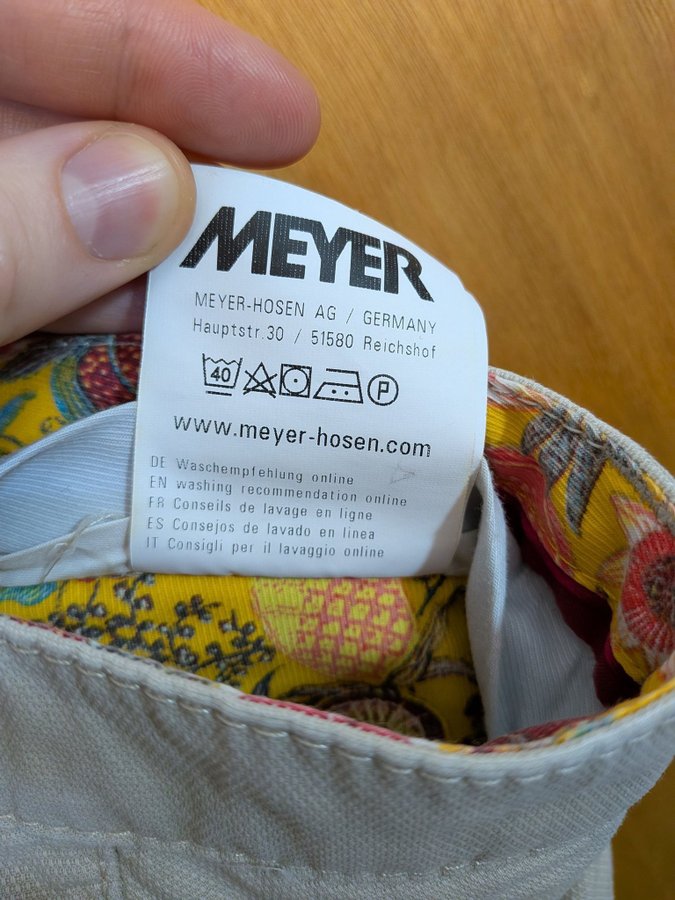 MEYER
MEYER-HOSEN AG / GERMANY
Hauptstr.30 / 51580 Reichshof
40 P
www.meyer-hosen.com
DE Waschempfehlung online
EN washing recommendation online
FR Conseils de lavage en ligne
ES Consejos de lavado en linea
IT Consigli per il lavaggio online